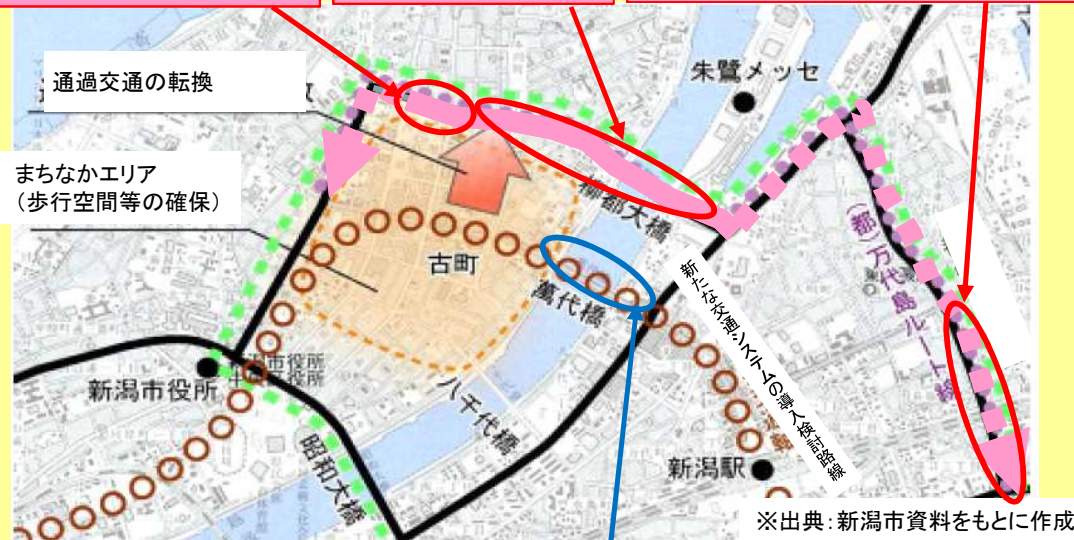 通過交通の転換
朱鷺メッセ
まちなかエリア
(歩行空間等の確保)
柳都大橋
古町
萬代橋
(都)万代島ルート線
新たな交通システムの導入検討路線
新潟市役所
八千代橋
昭和大橋
新潟駅
※出典:新潟市資料をもとに作成